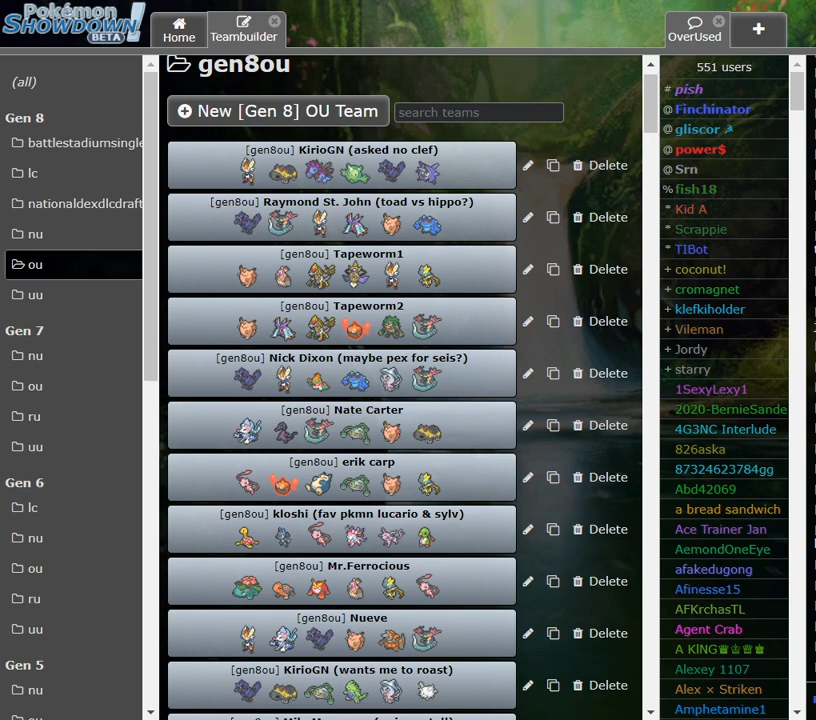 Pokémon
SHOWDOWN!
BETA
Home
Teambuilder
OverUsed
(all)
Gen 8
battlestadiumsingle
lc
nationaldexdlcdraft
nu
ou
uu
Gen 7
nu
ou
ru
uu
Gen 6
lc
nu
ou
ru
uu
Gen 5
nu
gen8ou
New [Gen 8] OU Team
search teams
[gen8ou] KirioGN (asked no clef)
Delete
[gen8ou] Raymond St. John (toad vs hippo?)
Delete
[gen8ou] Tapeworm1
Delete
[gen8ou] Tapeworm2
Delete
[gen8ou] Nick Dixon (maybe pex for seis?)
Delete
[gen8ou] Nate Carter
Delete
[gen8ou] erik carp
Delete
[gen8ou] kloshi (fav pkmn lucario & sylv)
Delete
[gen8ou] Mr.Ferrocious
Delete
[gen8ou] Nueve
Delete
[gen8ou] KirioGN (wants me to roast)
Delete
551 users
# pish
@ Finchinator
@ gliscor ☭
@ power$
@ Srn
% fish18
* Kid A
* Scrappie
* TIBot
+ coconut!
+ cromagnet
+ klefkiholder
+ Vileman
+ Jordy
+ starry
1SexyLexy1
2020-BernieSande
4G3NC Interlude
826aska
87324623784gg
Abd42069
a bread sandwich
Ace Trainer Jan
AemondOneEye
afakedugong
Afinesse15
AFKrchasTL
Agent Crab
A KING♛♔♕♚
Alexey 1107
Alex × Striken
Amphetamine1